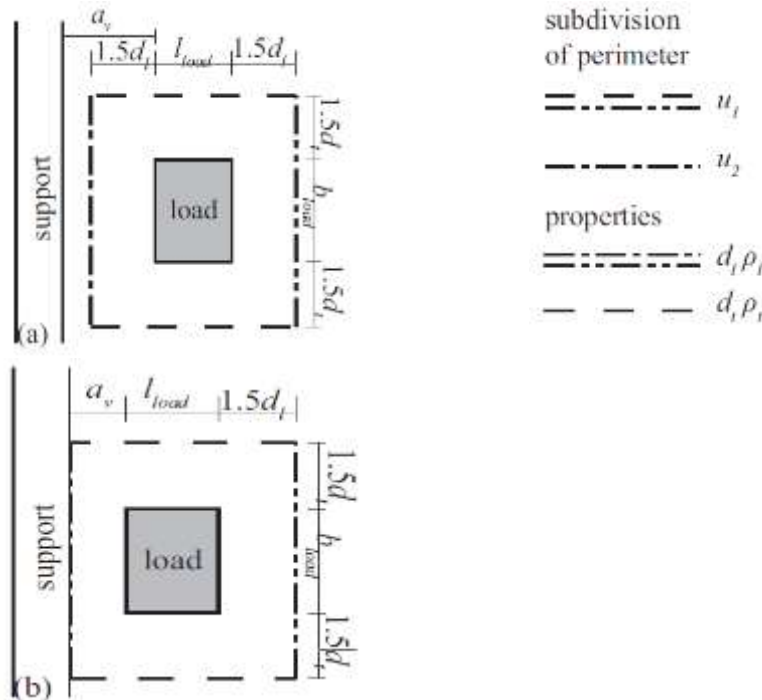 a_v
1.5d_l l_load 1.5d_l
1.5d_t
b_load
1.5d_t
support
load
(a)
a_v l_load 1.5d_l
1.5d_t
b_load
1.5d_t
support
load
(b)
subdivision
of perimeter
u_1
u_2
properties
d_l ρ_l
d_t ρ_t